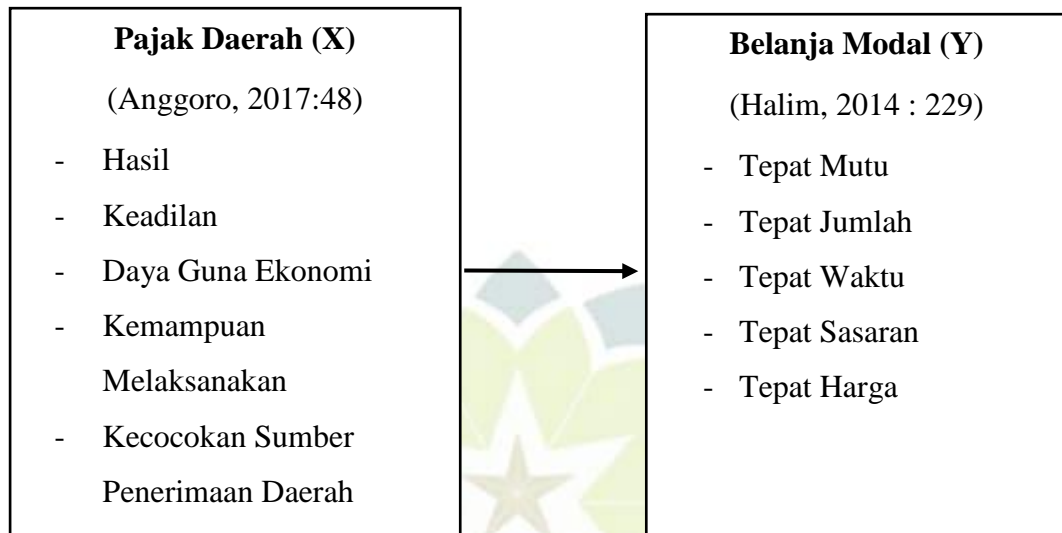 Pajak Daerah (X)
(Anggoro, 2017:48)
- Hasil
- Keadilan
- Daya Guna Ekonomi
- Kemampuan
Melaksanakan
- Kecocokan Sumber
Penerimaan Daerah
Belanja Modal (Y)
(Halim, 2014 : 229)
- Tepat Mutu
- Tepat Jumlah
- Tepat Waktu
- Tepat Sasaran
- Tepat Harga